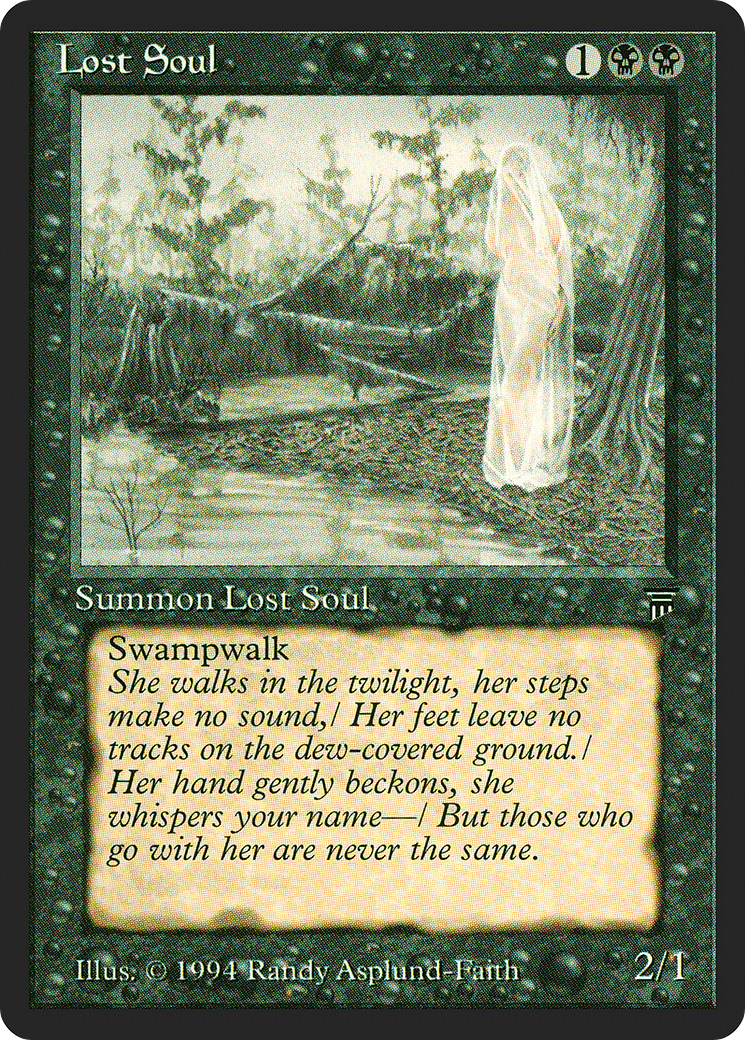 Lost Soul 1
Summon Lost Soul
Swampwalk
She walks in the twilight, her steps
make no sound,/ Her feet leave no
tracks on the dew-covered ground./
Her hand gently beckons, she
whispers your name—/ But those who
go with her are never the same.
Illus: © 1994 Randy Asplund-Faith 2/1